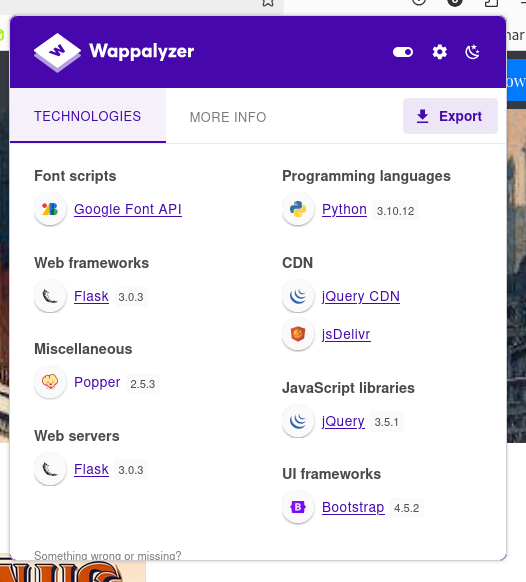 Wappalyzer
TECHNOLOGIES
MORE INFO
Export
Font scripts
Google Font API
Web frameworks
Flask 3.0.3
Miscellaneous
Popper 2.5.3
Web servers
Flask 3.0.3
Programming languages
Python 3.10.12
CDN
jQuery CDN
jsDelivr
JavaScript libraries
jQuery 3.5.1
UI frameworks
Bootstrap 4.5.2
Something wrong or missing?